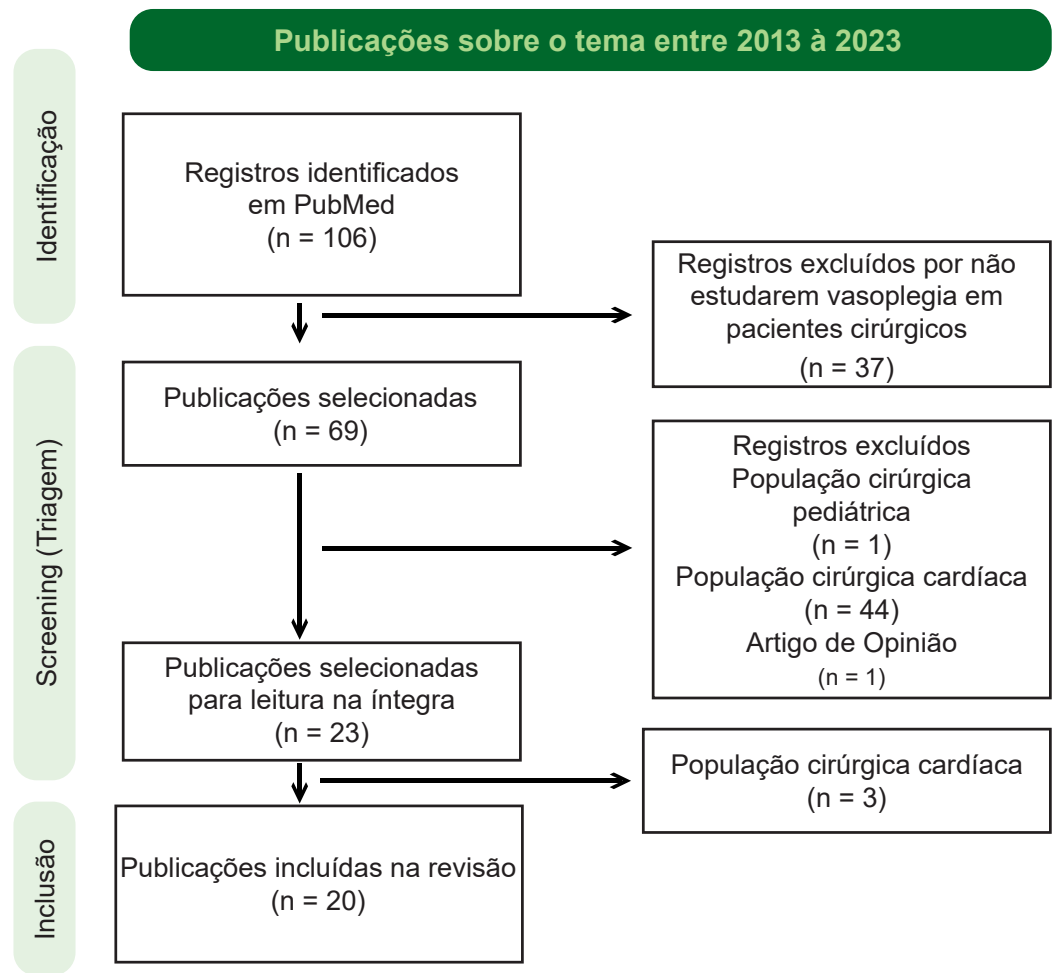 Publicações sobre o tema entre 2013 à 2023
Identificação
Registros identificados
em PubMed
(n = 106)
Registros excluídos por não
estudarem vasoplegia em
pacientes cirúrgicos
(n = 37)
Screening (Triagem)
Publicações selecionadas
(n = 69)
Registros excluídos
População cirúrgica
pediátrica
(n = 1)
População cirúrgica cardíaca
(n = 44)
Artigo de Opinião
(n = 1)
Publicações selecionadas
para leitura na íntegra
(n = 23)
População cirúrgica cardíaca
(n = 3)
Inclusão
Publicações incluídas na revisão
(n = 20)